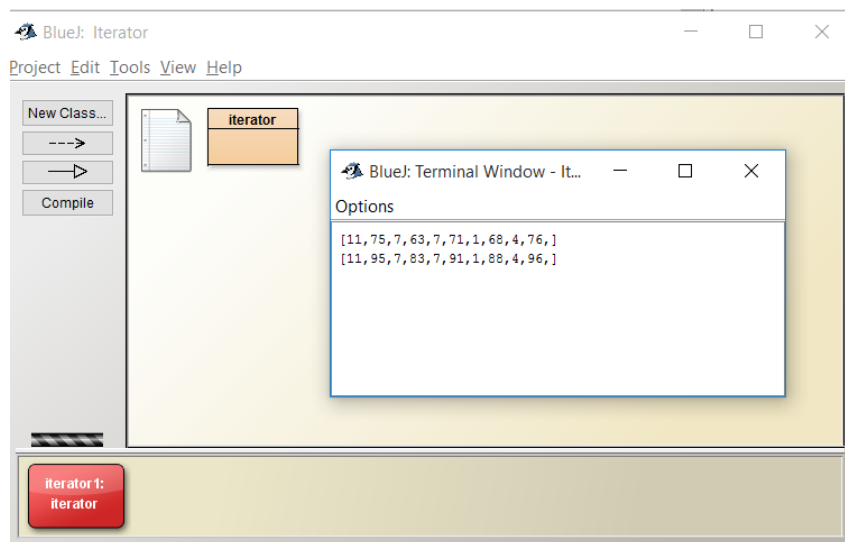 BlueJ: Iterator
Project Edit Tools View Help
New Class...
Compile
iterator
BlueJ: Terminal Window - It...
Options
[11,75,7,63,7,71,1,68,4,76,]
[11,95,7,83,7,91,1,88,4,96,]
iterator1:
iterator